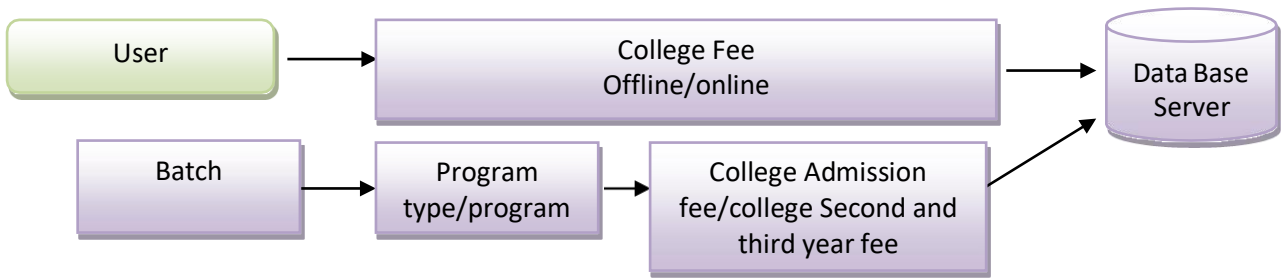 User
College Fee
Offline/online
Data Base
Server
Batch
Program
type/program
College Admission
fee/college Second and
third year fee